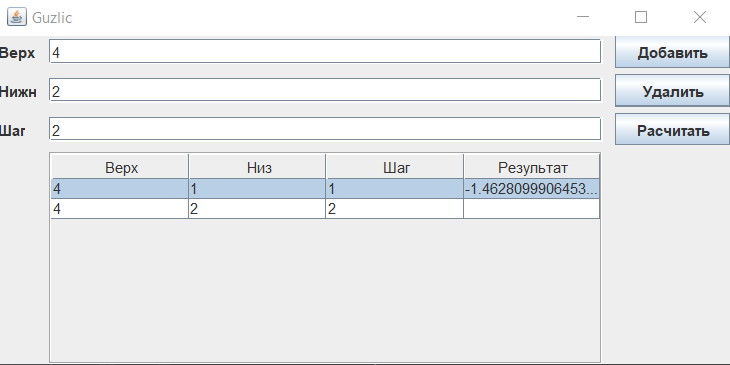 Guzlic
Верх 4 Добавить
Нижн 2 Удалить
Шаг 2 Расчитать
Верх Низ Шаг Результат
4 1 1 -1.4628099906453...
4 2 2